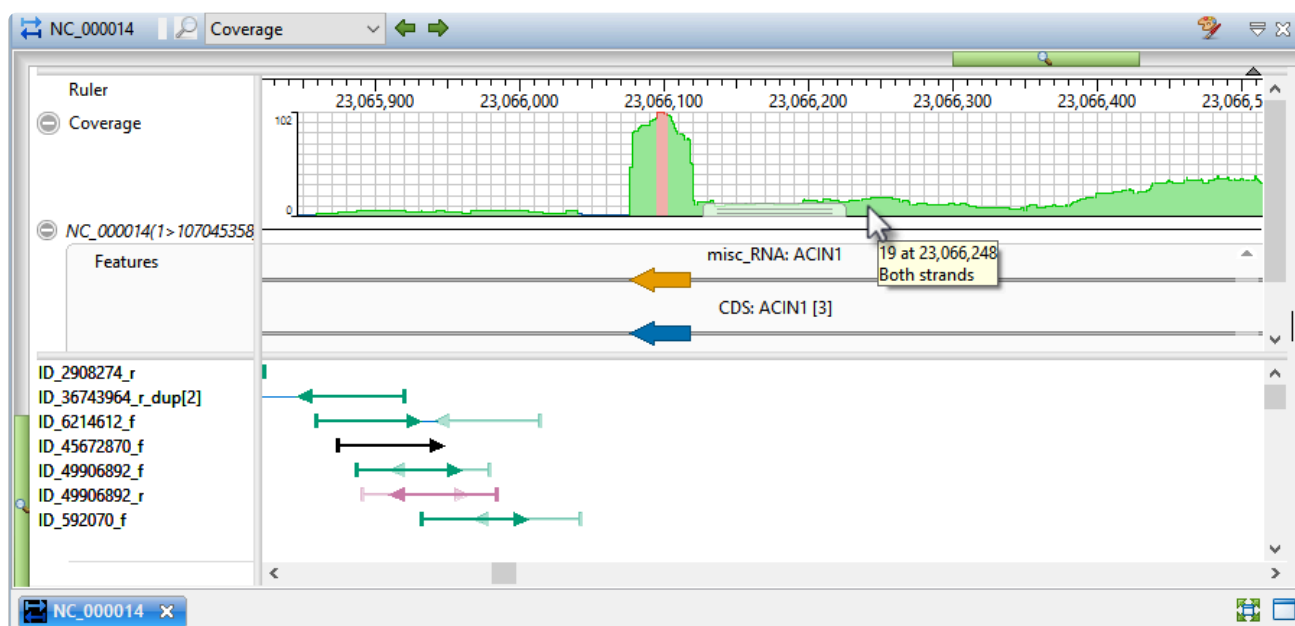 NC_000014 Coverage
Ruler
23,065,900 23,066,000 23,066,100 23,066,200 23,066,300 23,066,400 23,066,5
Coverage
102
0
NC_000014(1>107045358
Features
misc_RNA: ACIN1
19 at 23,066,248
Both strands
CDS: ACIN1 [3]
ID_2908274_r
ID_36743964_r_dup[2]
ID_6214612_f
ID_45672870_f
ID_49906892_f
ID_49906892_r
ID_592070_f
NC_000014